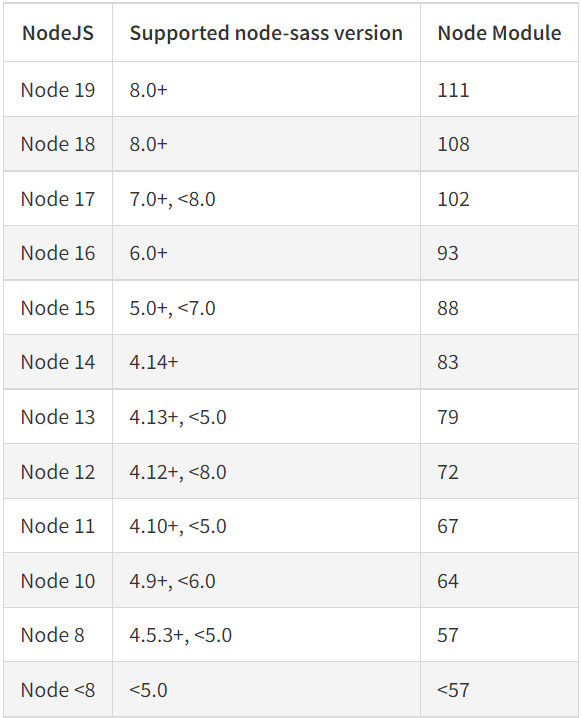 NodeJS Supported node-sass version Node Module
Node 19 8.0+ 111
Node 18 8.0+ 108
Node 17 7.0+, <8.0 102
Node 16 6.0+ 93
Node 15 5.0+, <7.0 88
Node 14 4.14+ 83
Node 13 4.13+, <5.0 79
Node 12 4.12+, <8.0 72
Node 11 4.10+, <5.0 67
Node 10 4.9+, <6.0 64
Node 8 4.5.3+, <5.0 57
Node <8 <5.0 <57